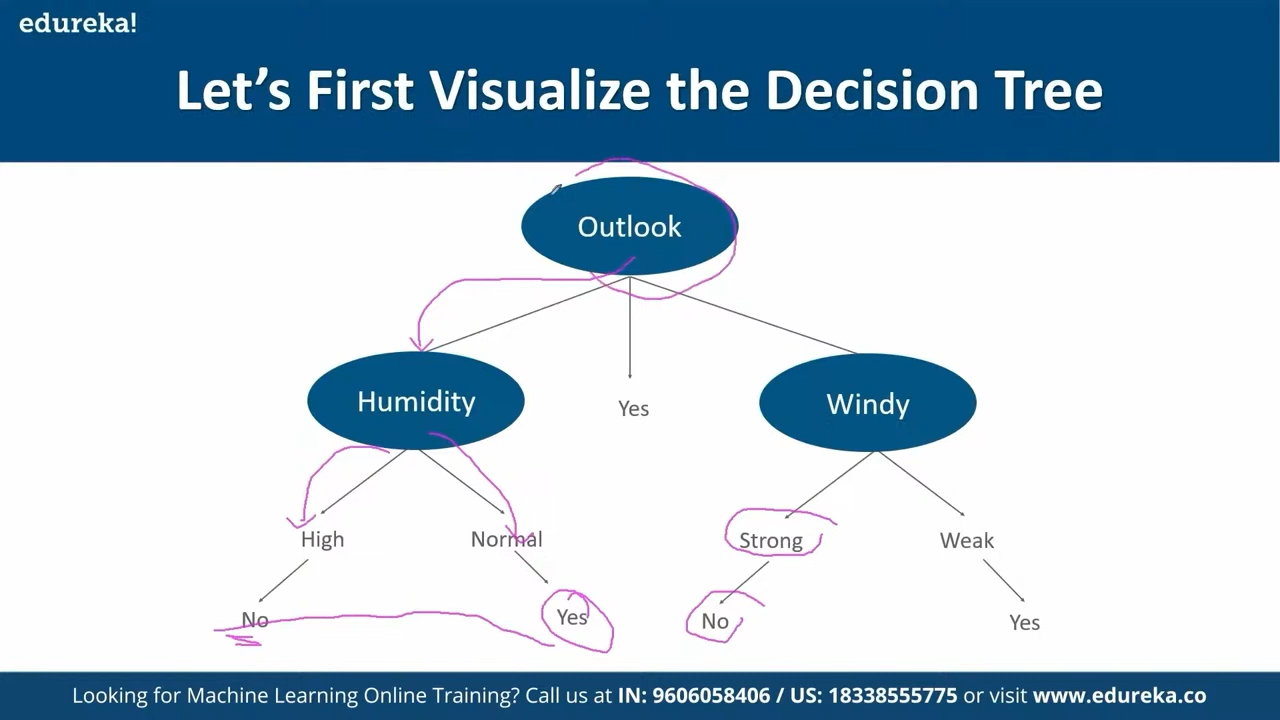 edureka!
Let's First Visualize the Decision Tree
Outlook
Humidity
Yes
Windy
High
Normal
Strong
Weak
No
Yes
No
Yes
Looking for Machine Learning Online Training? Call us at IN: 9606058406 / US: 18338555775 or visit www.edureka.co